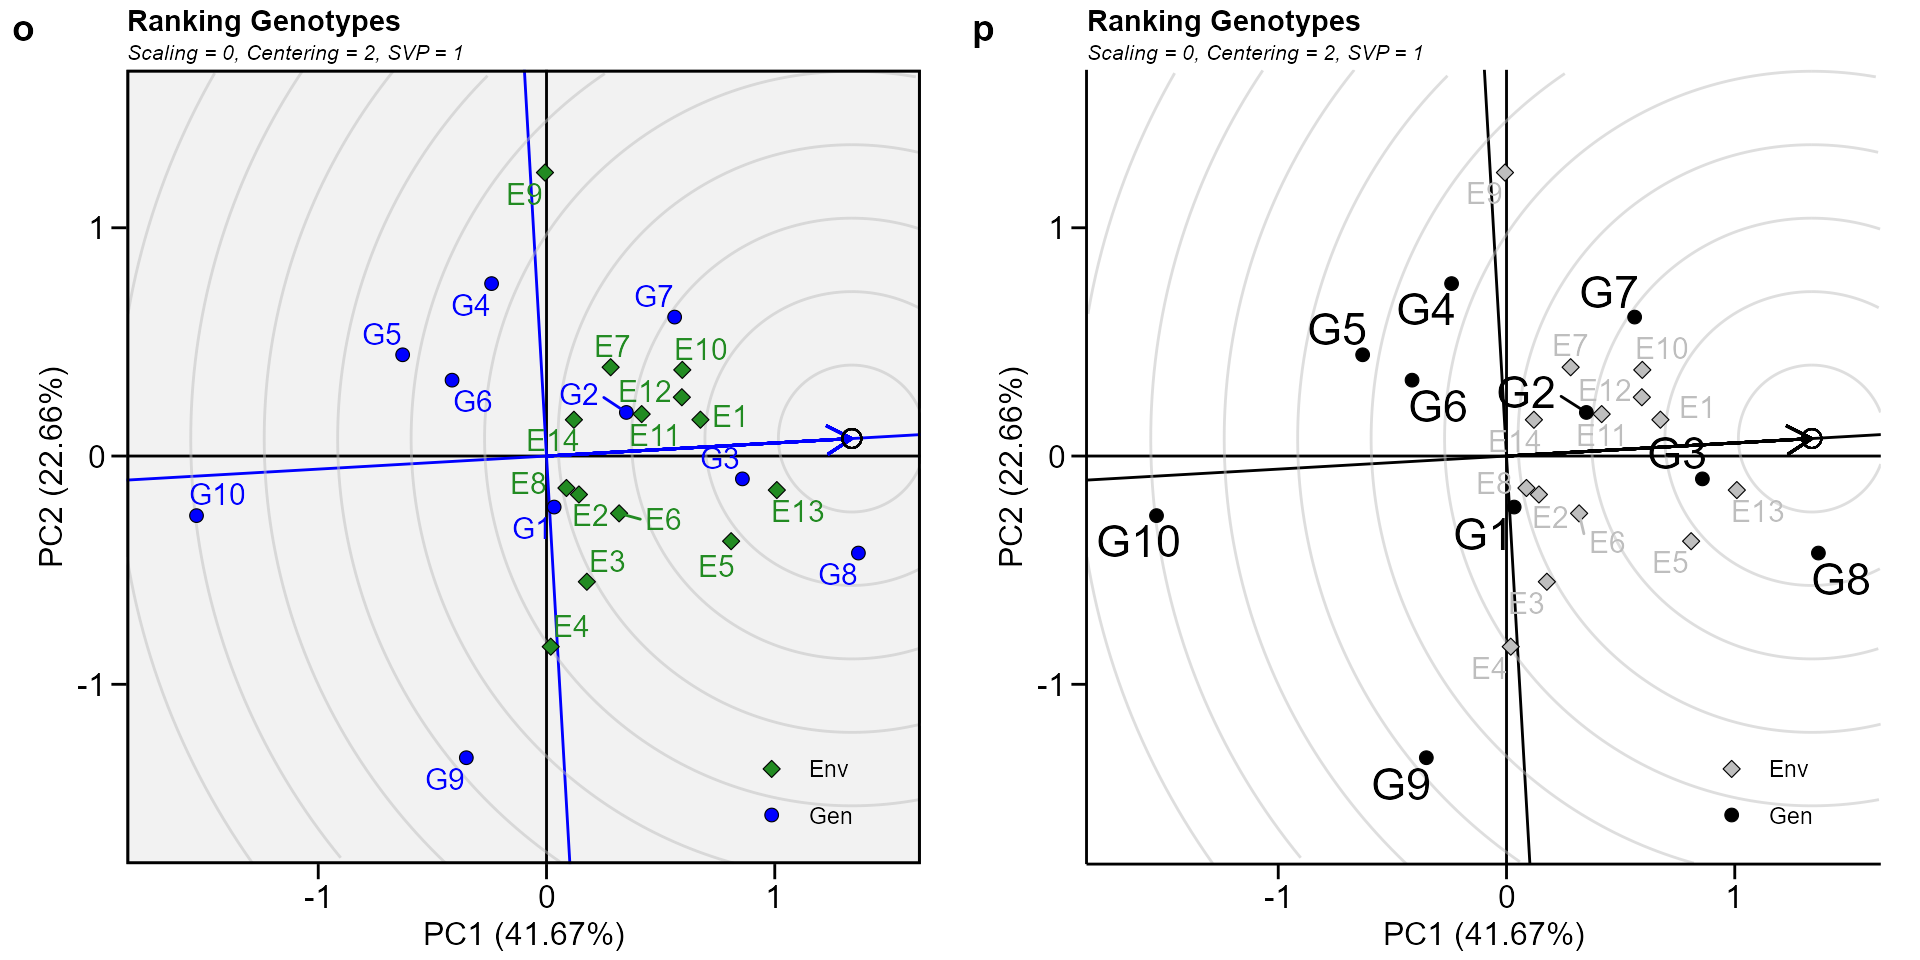 o
Ranking Genotypes
Scaling = 0, Centering = 2, SVP = 1
E9
G4
G7
G5
E7
E10
G6
G2
E12
E1
E14
E11
G3
G10
E8
E13
G1
E2
E6
E3
E5
G8
E4
G9
Env
Gen
1
0
-1
-1
0
1
PC2 (22.66%)
PC1 (41.67%)
p
Ranking Genotypes
Scaling = 0, Centering = 2, SVP = 1
E9
G7
G4
G5
E7
E10
G6
G2
E12
E1
E14
E11
G3
E8
E13
G10
G1
E2
E6
E5
G8
E3
E4
G9
Env
Gen
1
0
-1
-1
0
1
PC2 (22.66%)
PC1 (41.67%)